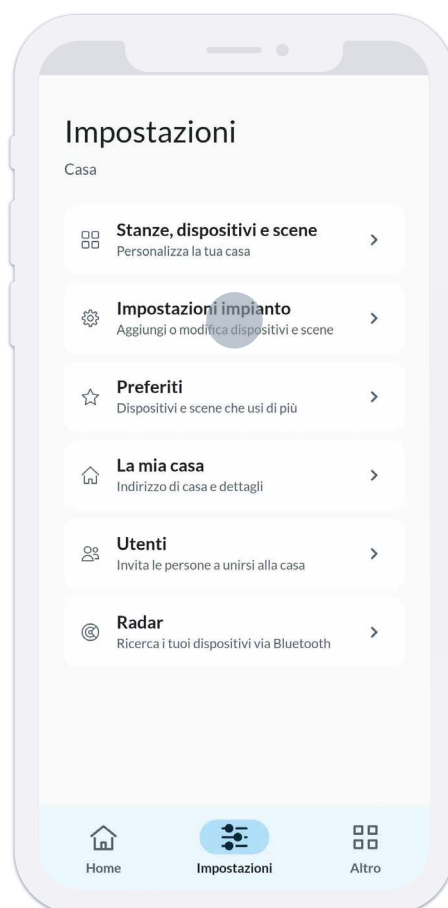 Impostazioni
Casa
Stanze, dispositivi e scene
Personalizza la tua casa
Impostazioni impianto
Aggiungi o modifica dispositivi e scene
Preferiti
Dispositivi e scene che usi di più
La mia casa
Indirizzo di casa e dettagli
Utenti
Invita le persone a unirsi alla casa
Radar
Ricerca i tuoi dispositivi via Bluetooth
Home
Impostazioni
Altro